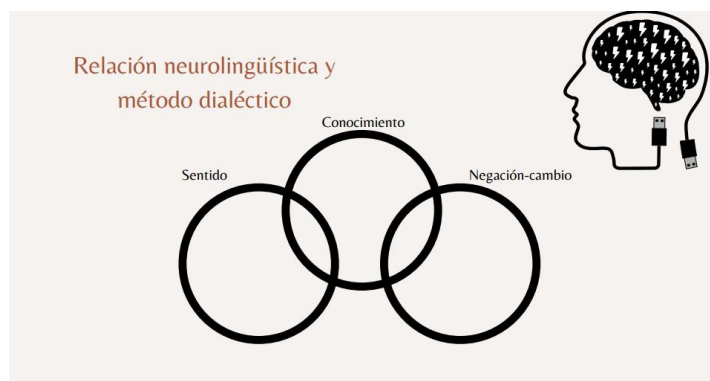 Relación neurolingüística y
método dialéctico
Conocimiento
Sentido
Negación-cambio